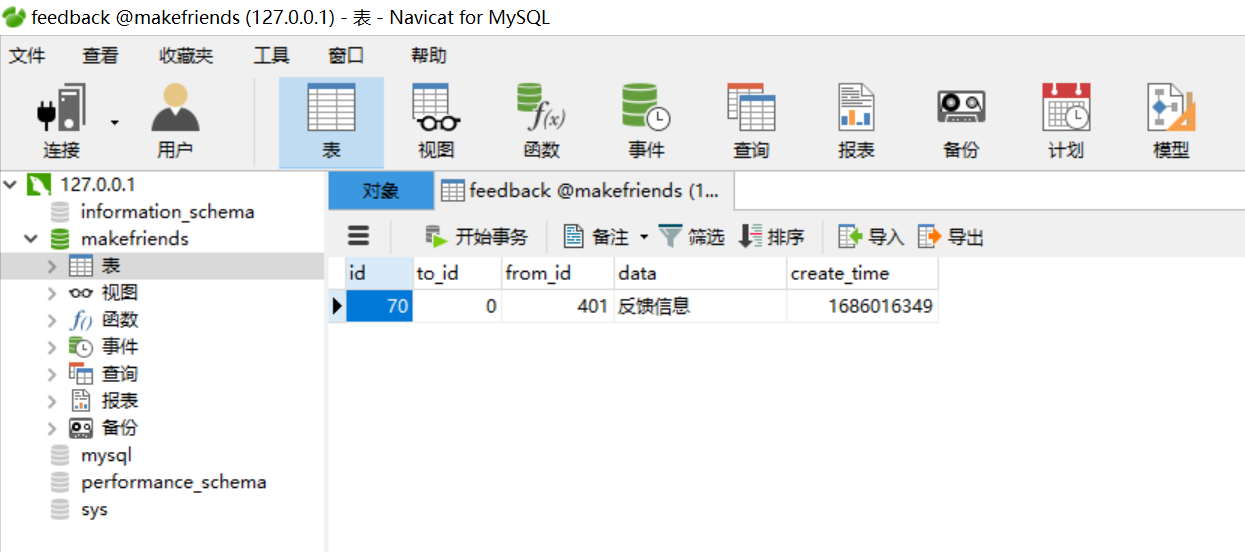 feedback @makefriends (127.0.0.1) - 表 - Navicat for MySQL
文件 查看 收藏夹 工具 窗口 帮助
连接 用户 表 视图 函数 事件 查询 报表 备份 计划 模型
127.0.0.1
information_schema
makefriends
表
视图
函数
事件
查询
报表
备份
mysql
performance_schema
sys
对象 feedback @makefriends (1...
开始事务 备注 筛选 排序 导入 导出
id to_id from_id data create_time
70 0 401 反馈信息 1686016349